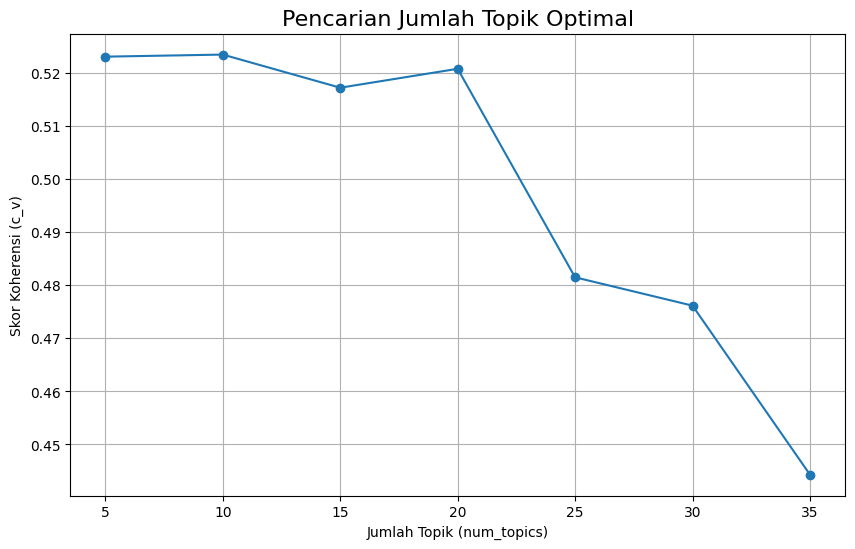 Pencarian Jumlah Topik Optimal
Skor Koherensi (c_v)
0.52
0.51
0.50
0.49
0.48
0.47
0.46
0.45
5 10 15 20 25 30 35
Jumlah Topik (num_topics)